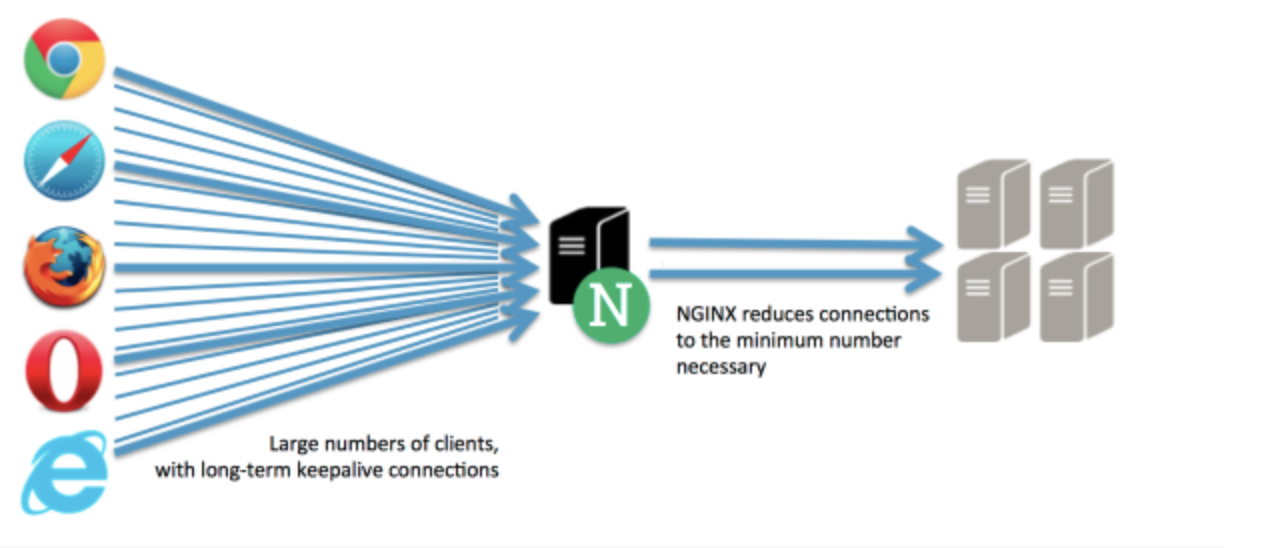 N
NGINX reduces connections
to the minimum number
necessary
Large numbers of clients,
with long-term keepalive connections